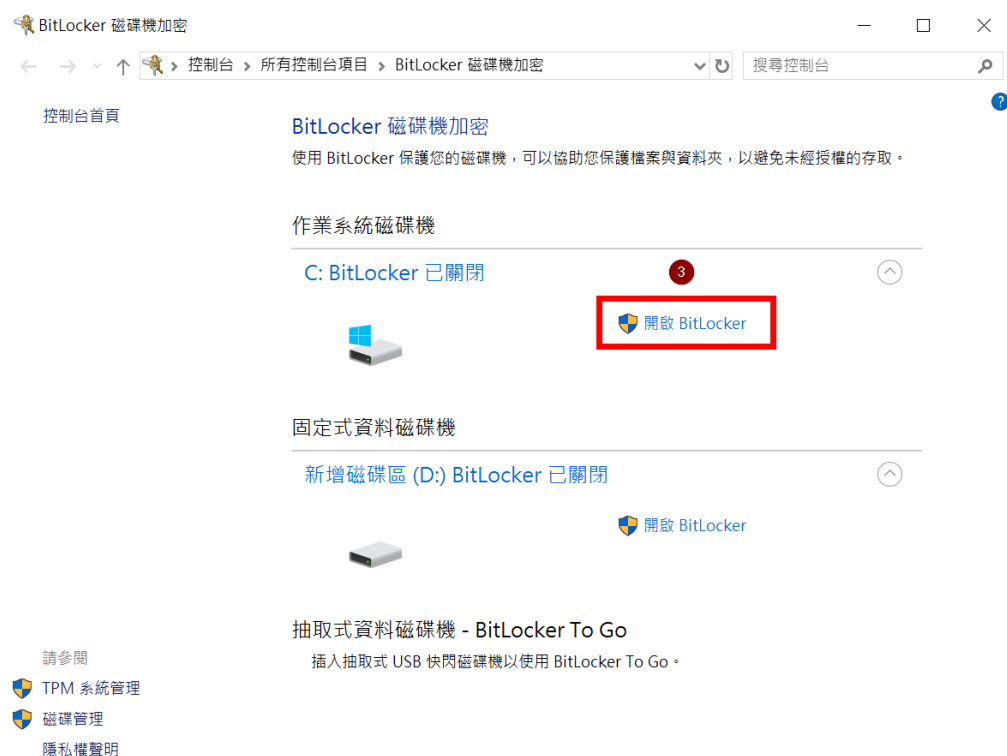 BitLocker 磁碟機加密
控制台 › 所有控制台項目 › BitLocker 磁碟機加密
搜尋控制台
?
控制台首頁
BitLocker 磁碟機加密
使用 BitLocker 保護您的磁碟機，可以協助您保護檔案與資料夾，以避免未經授權的存取。
作業系統磁碟機
C: BitLocker 已關閉
3
開啟 BitLocker
固定式資料磁碟機
新增磁碟區 (D:) BitLocker 已關閉
開啟 BitLocker
抽取式資料磁碟機 - BitLocker To Go
插入抽取式 USB 快閃磁碟機以使用 BitLocker To Go。
請參閱
TPM 系統管理
磁碟管理
隱私權聲明